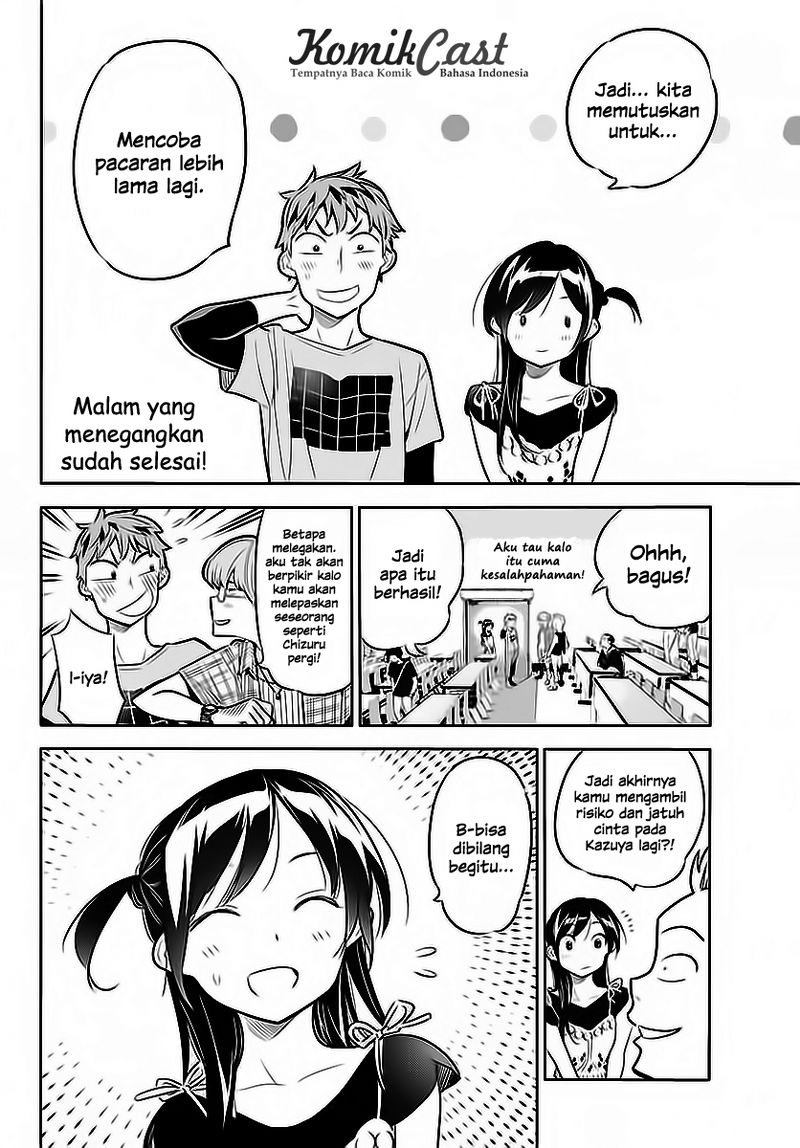 KomikCast
Tempatnya Baca Komik Bahasa Indonesia
Jadi... kita
memutuskan
untuk...
Mencoba
pacaran lebih
lama lagi.
Malam yang
menegangkan
sudah selesai!
Ohhh,
bagus!
Aku tau kalo
itu cuma
kesalahpahaman!
Jadi
apa itu
berhasil!
Betapa
melegakan.
aku tak akan
berpikir kalo
kamu akan
melepaskan
seseorang
seperti
Chizuru
pergi!
I-iya!
Jadi akhirnya
kamu mengambil
risiko dan jatuh
cinta pada
Kazuya lagi?!
B-bisa
dibilang
begitu...